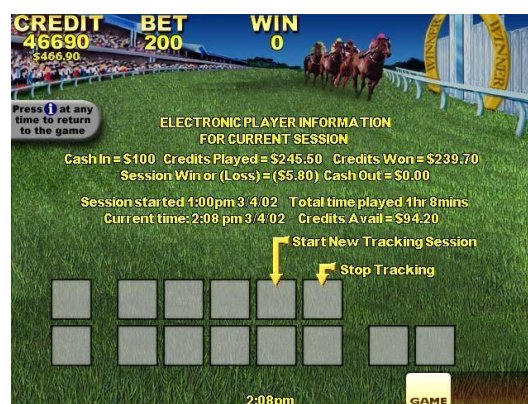 CREDIT BET WIN
46690 200 0
$466.90
WINNER WINNER
Press i at any
time to return
to the game
ELECTRONIC PLAYER INFORMATION
FOR CURRENT SESSION
Cash In = $100 Credits Played = $245.50 Credits Won = $239.70
Session Win or (Loss) = ($5.80) Cash Out = $0.00
Session started 1:00pm 3/4/02 Total time played 1hr 8mins
Current time: 2:08 pm 3/4/02 Credits Avail = $94.20
Start New Tracking Session
Stop Tracking
2:08pm
GAME